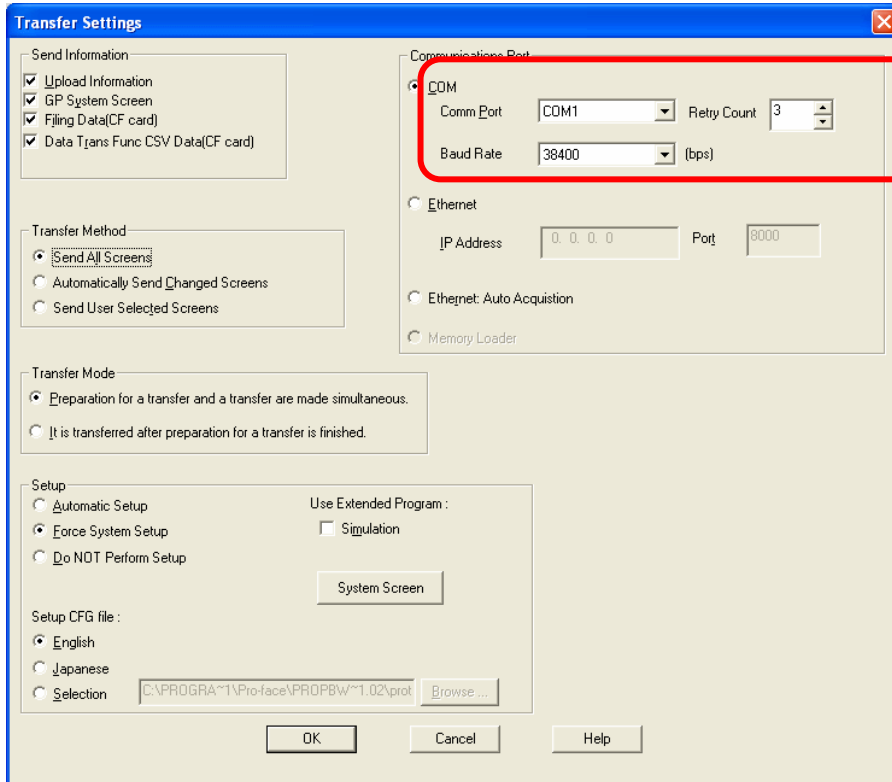 Transfer Settings
Send Information
Upload Information
GP System Screen
Filing Data(CF card)
Data Trans Func CSV Data(CF card)
Communications Port
COM
Comm Port COM1 Retry Count 3
Baud Rate 38400 (bps)
Ethernet
IP Address 0. 0. 0. 0 Port 8000
Ethernet: Auto Acquistion
Memory Loader
Transfer Method
Send All Screens
Automatically Send Changed Screens
Send User Selected Screens
Transfer Mode
Preparation for a transfer and a transfer are made simultaneous.
It is transferred after preparation for a transfer is finished.
Setup
Automatic Setup
Force System Setup
Do NOT Perform Setup
Use Extended Program :
Simulation
System Screen
Setup CFG file :
English
Japanese
Selection C:\PROGRA~1\Pro-face\PROPBW~1.02\prot Browse ...
OK Cancel Help